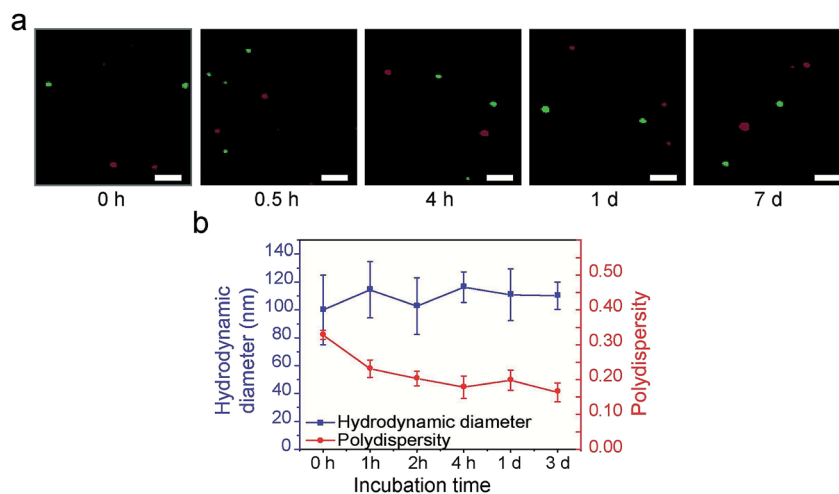 a
0 h 0.5 h 4 h 1 d 7 d
b
140
120
100
80
60
40
20
0
Hydrodynamic
diameter (nm)
0.50
0.40
0.30
0.20
0.10
0.00
Polydispersity
Hydrodynamic diameter
Polydispersity
0 h 1h 2h 4 h 1 d 3 d
Incubation time